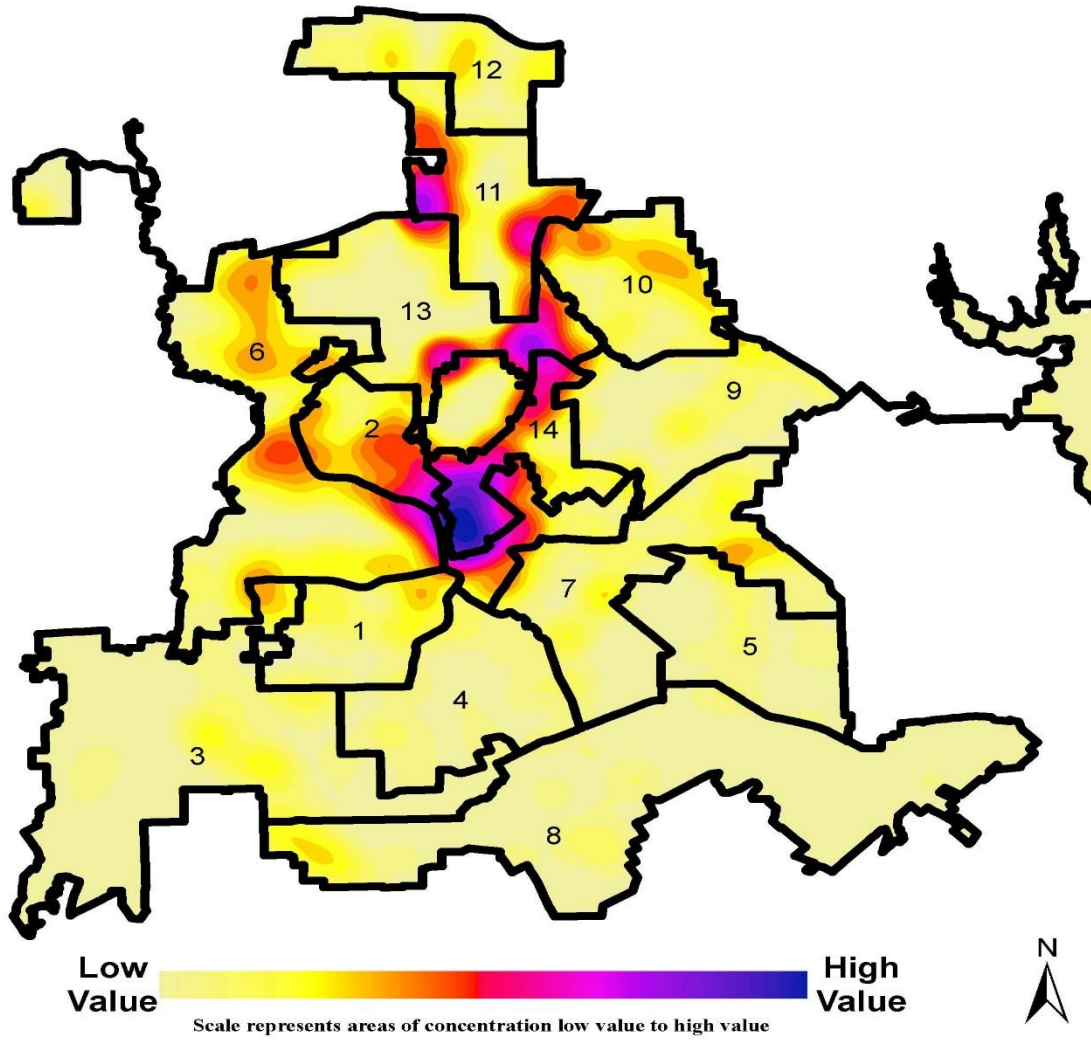 12
11
10
13
6
9
2
14
7
1
5
4
3
8
N
Low
Value
High
Value
Scale represents areas of concentration low value to high value